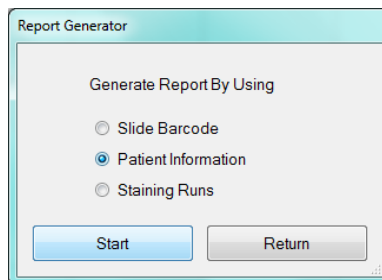 Report Generator
Generate Report By Using
Slide Barcode
Patient Information
Staining Runs
Start
Return